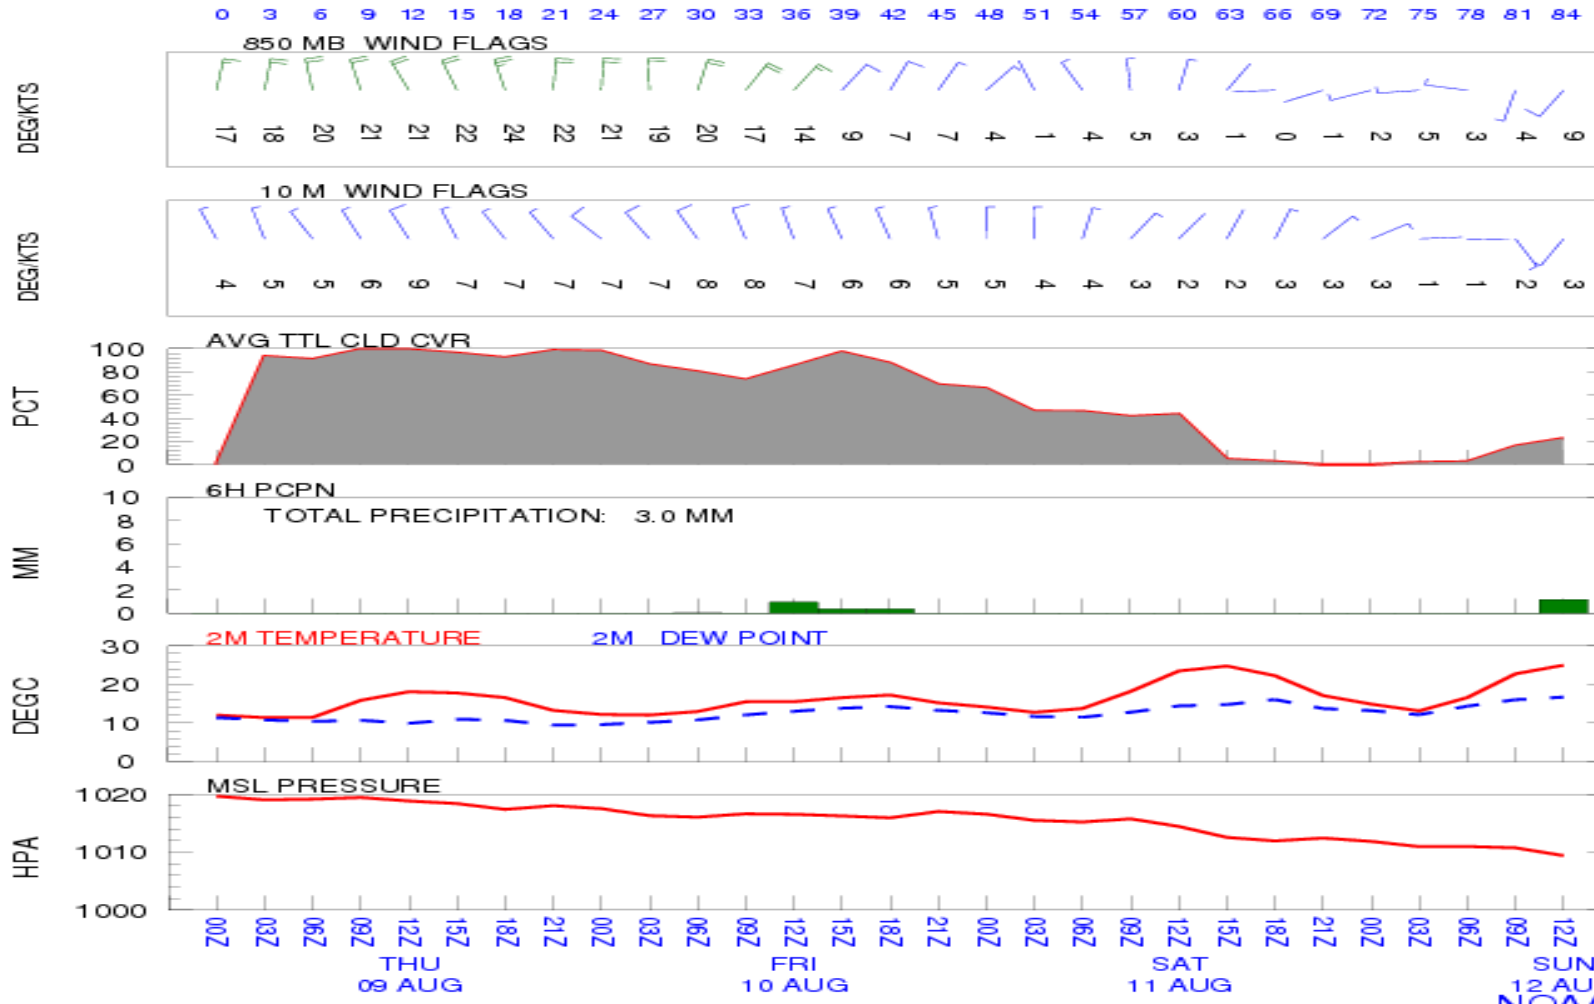 0 3 6 9 12 15 18 21 24 27 30 33 36 39 42 45 48 51 54 57 60 63 66 69 72 75 78 81 84
850 MB WIND FLAGS
DEG/KTS
17 18 20 21 21 22 24 22 21 19 20 17 14 9 7 7 4 1 4 5 3 1 0 1 2 5 3 4 9
10 M WIND FLAGS
DEG/KTS
4 5 5 6 9 7 7 7 7 7 8 8 7 6 6 5 5 4 4 3 2 2 3 3 3 1 1 2 3
AVG TTL CLD CVR
PCT
100
80
60
40
20
0
6H PCPN
TOTAL PRECIPITATION: 3.0 MM
MM
10
8
6
4
2
0
2M TEMPERATURE 2M DEW POINT
DEGC
30
20
10
0
MSL PRESSURE
HPA
1020
1010
1000
00Z 03Z 06Z 09Z 12Z 15Z 18Z 21Z 00Z 03Z 06Z 09Z 12Z 15Z 18Z 21Z 00Z 03Z 06Z 09Z 12Z 15Z 18Z 21Z 00Z 03Z 06Z 09Z 12Z
THU FRI SAT SUN
09 AUG 10 AUG 11 AUG 12 AU